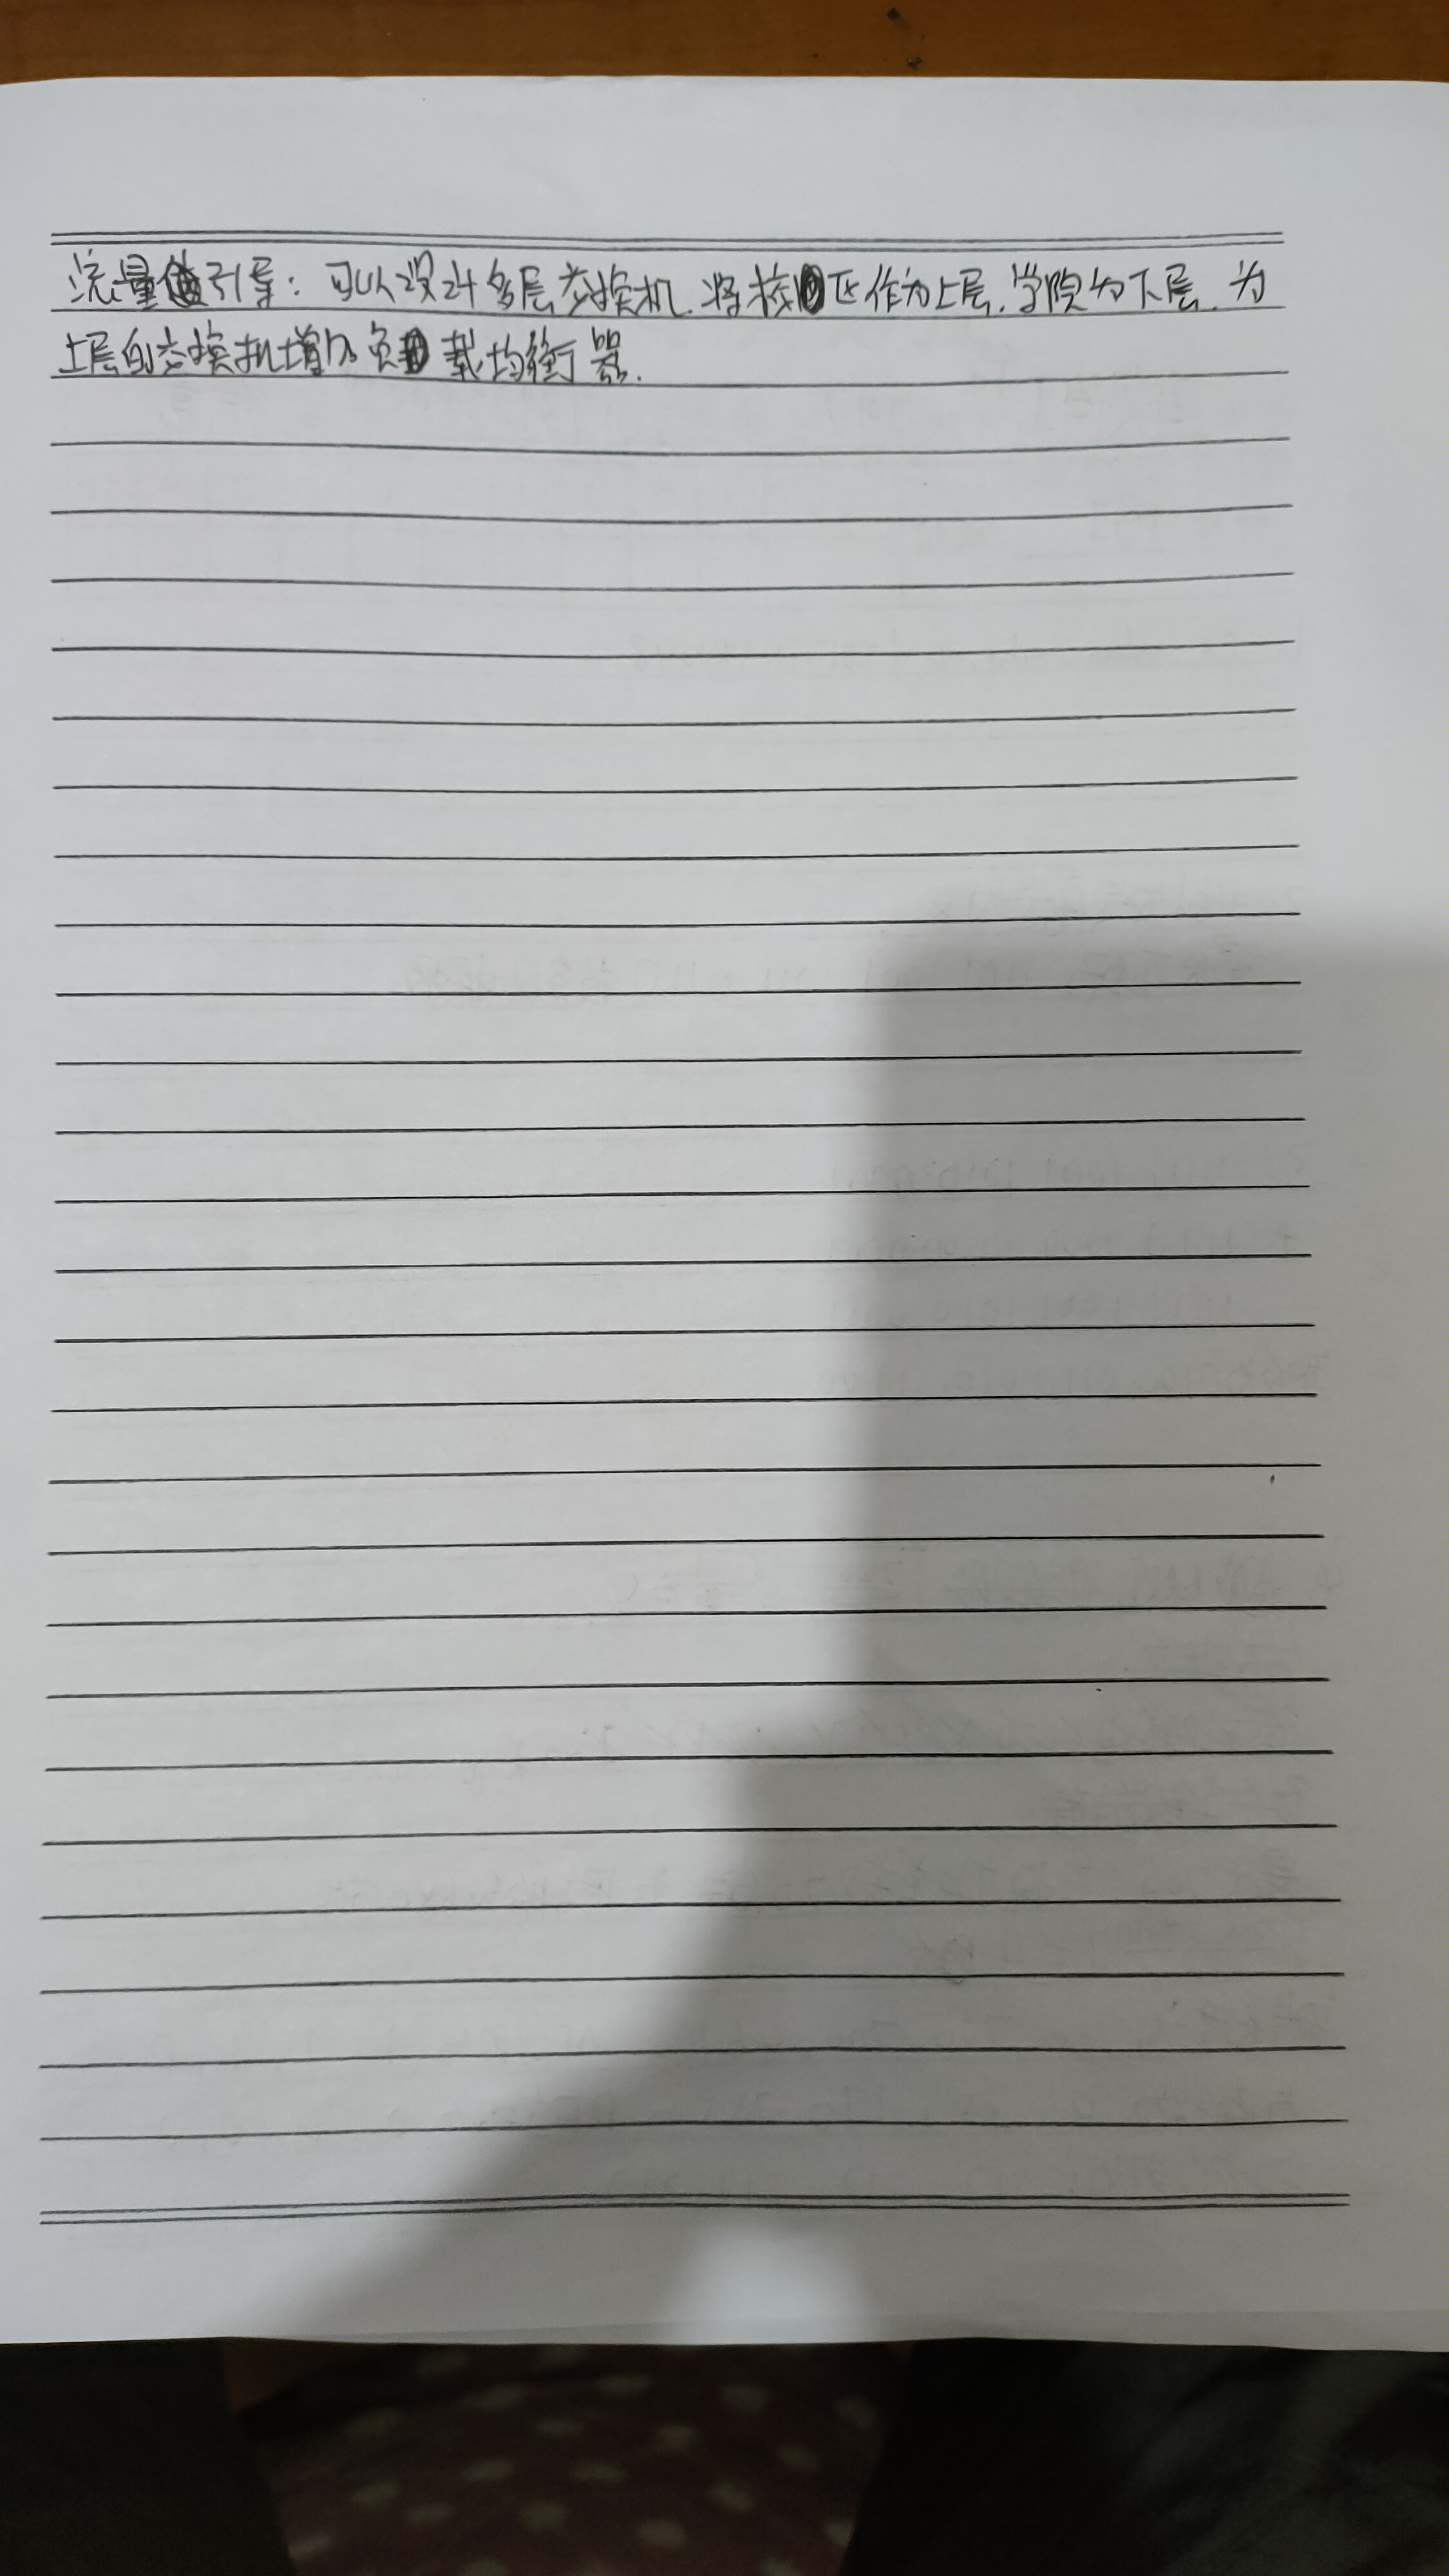 流量引导：可以设计多层交换机.将核区作为上层.学院为下层.为
上层的交换机增加负载均衡器.